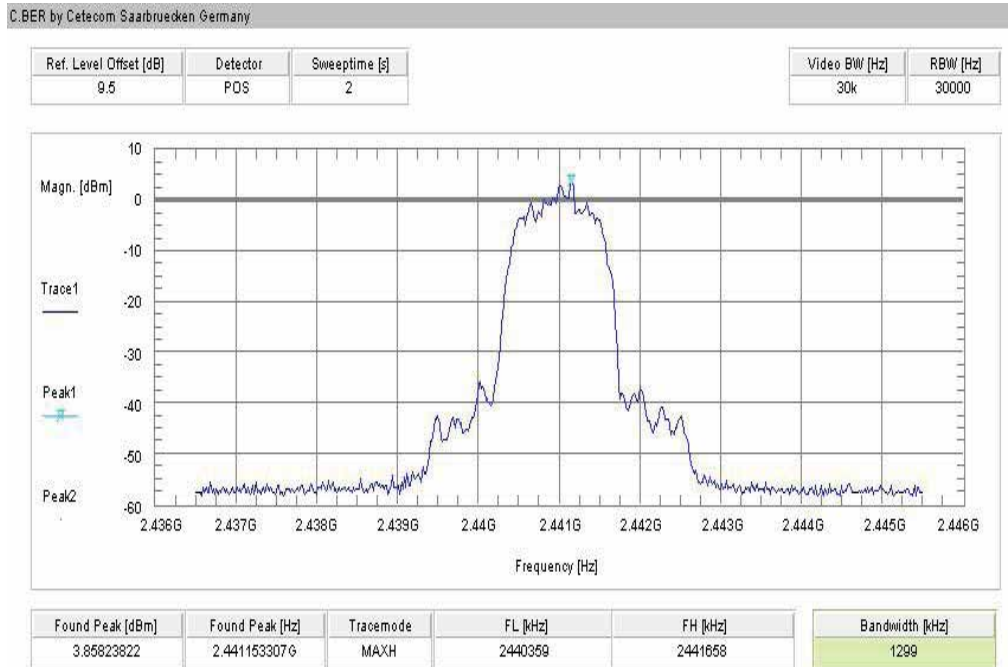 C.BER by Cetecom Saarbruecken Germany
Ref. Level Offset [dB] Detector Sweeptime [s] Video BW [Hz] RBW [Hz]
9.5 POS 2 30k 30000
10
Magn. [dBm]
0
-10
Trace1
-20
-30
Peak1
-40
-50
Peak2
-60
2.436G 2.437G 2.438G 2.439G 2.44G 2.441G 2.442G 2.443G 2.444G 2.445G 2.446G
Frequency [Hz]
Found Peak [dBm] Found Peak [Hz] Tracemode FL [kHz] FH [kHz] Bandwidth [kHz]
3.85823822 2.441153307G MAXH 2440359 2441658 1299